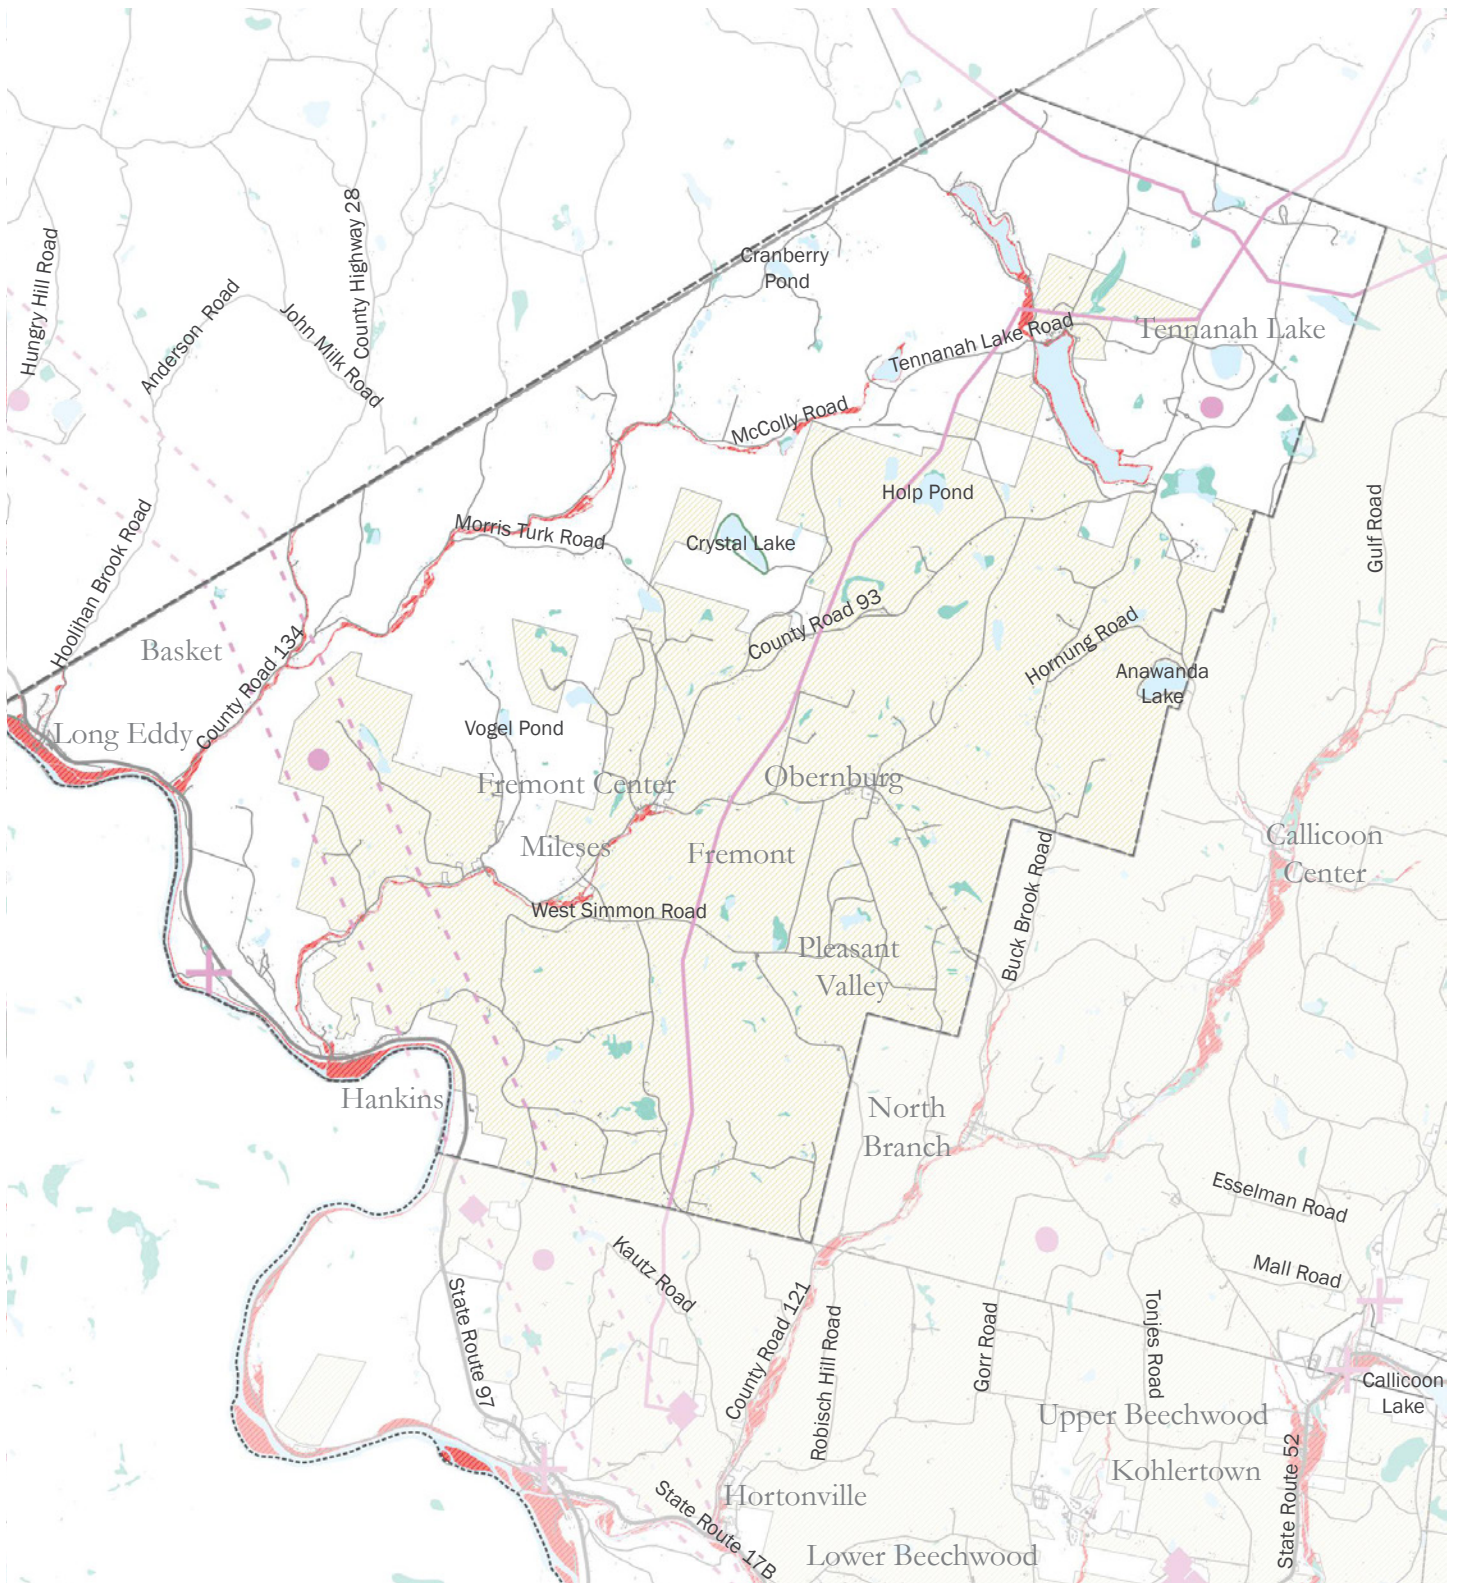 County Highway 28
Hungry Hill Road
Anderson Road
John Milk Road
Cranberry
Pond
Tennanah Lake
Tennanah Lake Road
McColly Road
Holp Pond
Morris Turk Road
Crystal Lake
Gulf Road
Hoolihan Brook Road
Basket
County Road 134
County Road 93
Hornung Road
Anawanda
Lake
Long Eddy
Vogel Pond
Fremont Center
Obernburg
Mileses
Fremont
Callicoon
Center
West Simmon Road
Buck Brook Road
Pleasant
Valley
Hankins
North
Branch
Esselman Road
Mall Road
Kautz Road
State Route 97
County Road 121
Robisch Hill Road
Gorr Road
Tonjes Road
Callicoon
Lake
Upper Beechwood
Kohlertown
State Route 52
Hortonville
State Route 17B
Lower Beechwood